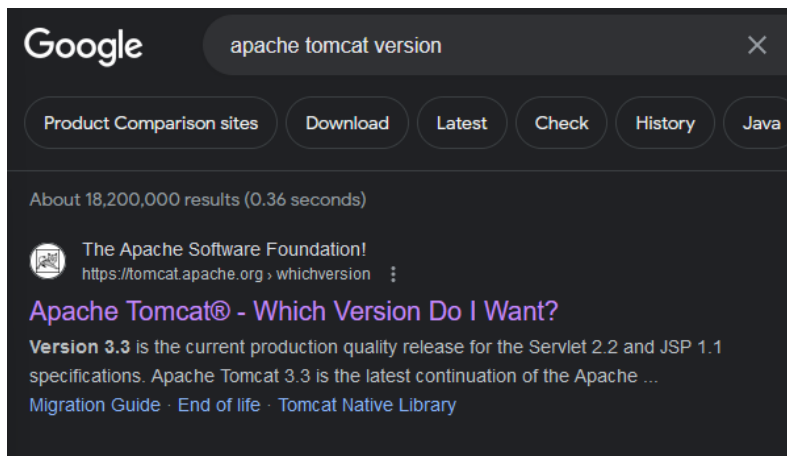 Google
apache tomcat version
Product Comparison sites
Download
Latest
Check
History
Java
About 18,200,000 results (0.36 seconds)
The Apache Software Foundation!
https://tomcat.apache.org › whichversion
Apache Tomcat® - Which Version Do I Want?
Version 3.3 is the current production quality release for the Servlet 2.2 and JSP 1.1
specifications. Apache Tomcat 3.3 is the latest continuation of the Apache ...
Migration Guide · End of life · Tomcat Native Library